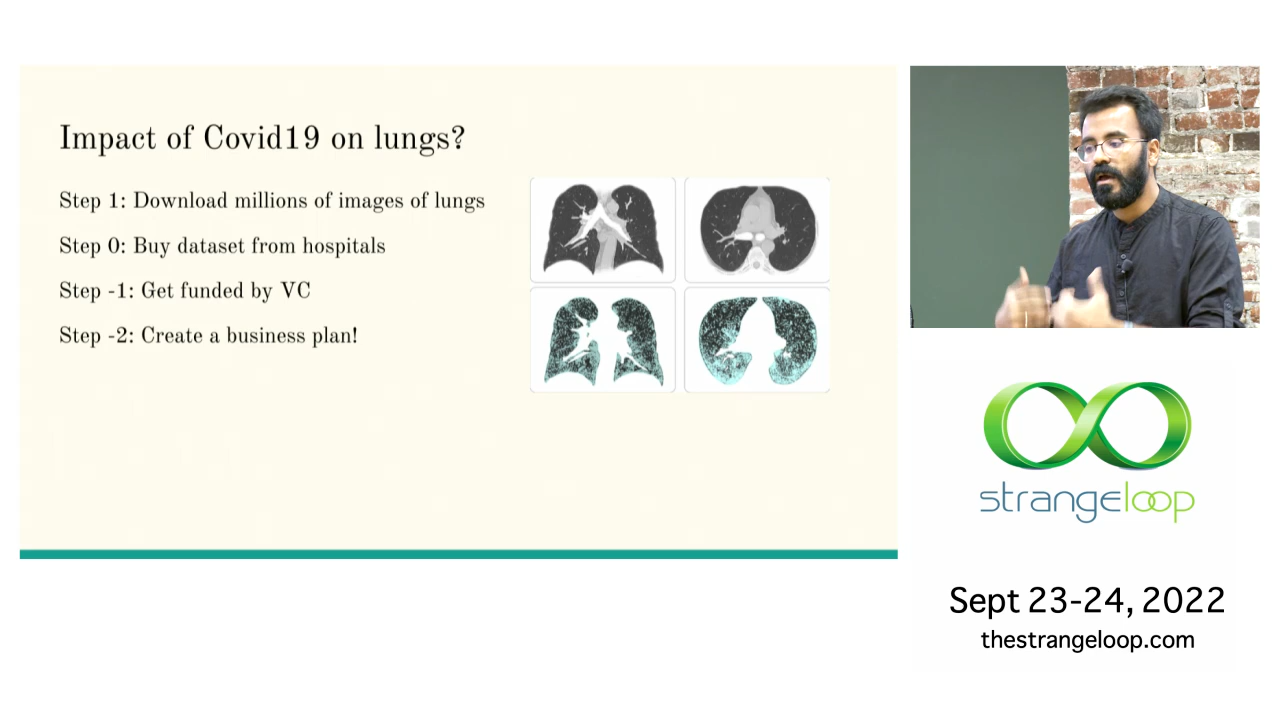 Impact of Covid19 on lungs?
Step 1: Download millions of images of lungs
Step 0: Buy dataset from hospitals
Step -1: Get funded by VC
Step -2: Create a business plan!
strangeloop
Sept 23-24, 2022
thestrangeloop.com